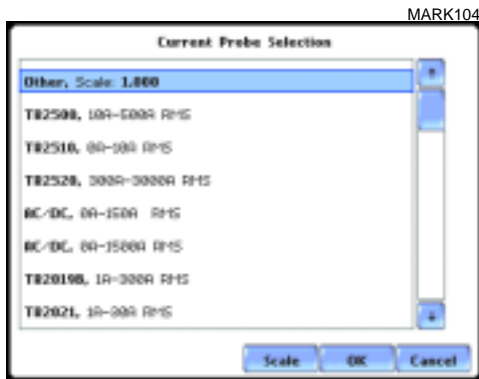 MARK104
Current Probe Selection
Other, Scale: 1.000
TR2500, 10A-500A RMS
TR2510, 0A-10A RMS
TR2520, 300A-3000A RMS
AC/DC, 0A-150A RMS
AC/DC, 0A-1500A RMS
TR2019B, 1A-300A RMS
TR2021, 1A-30A RMS
Scale OK Cancel